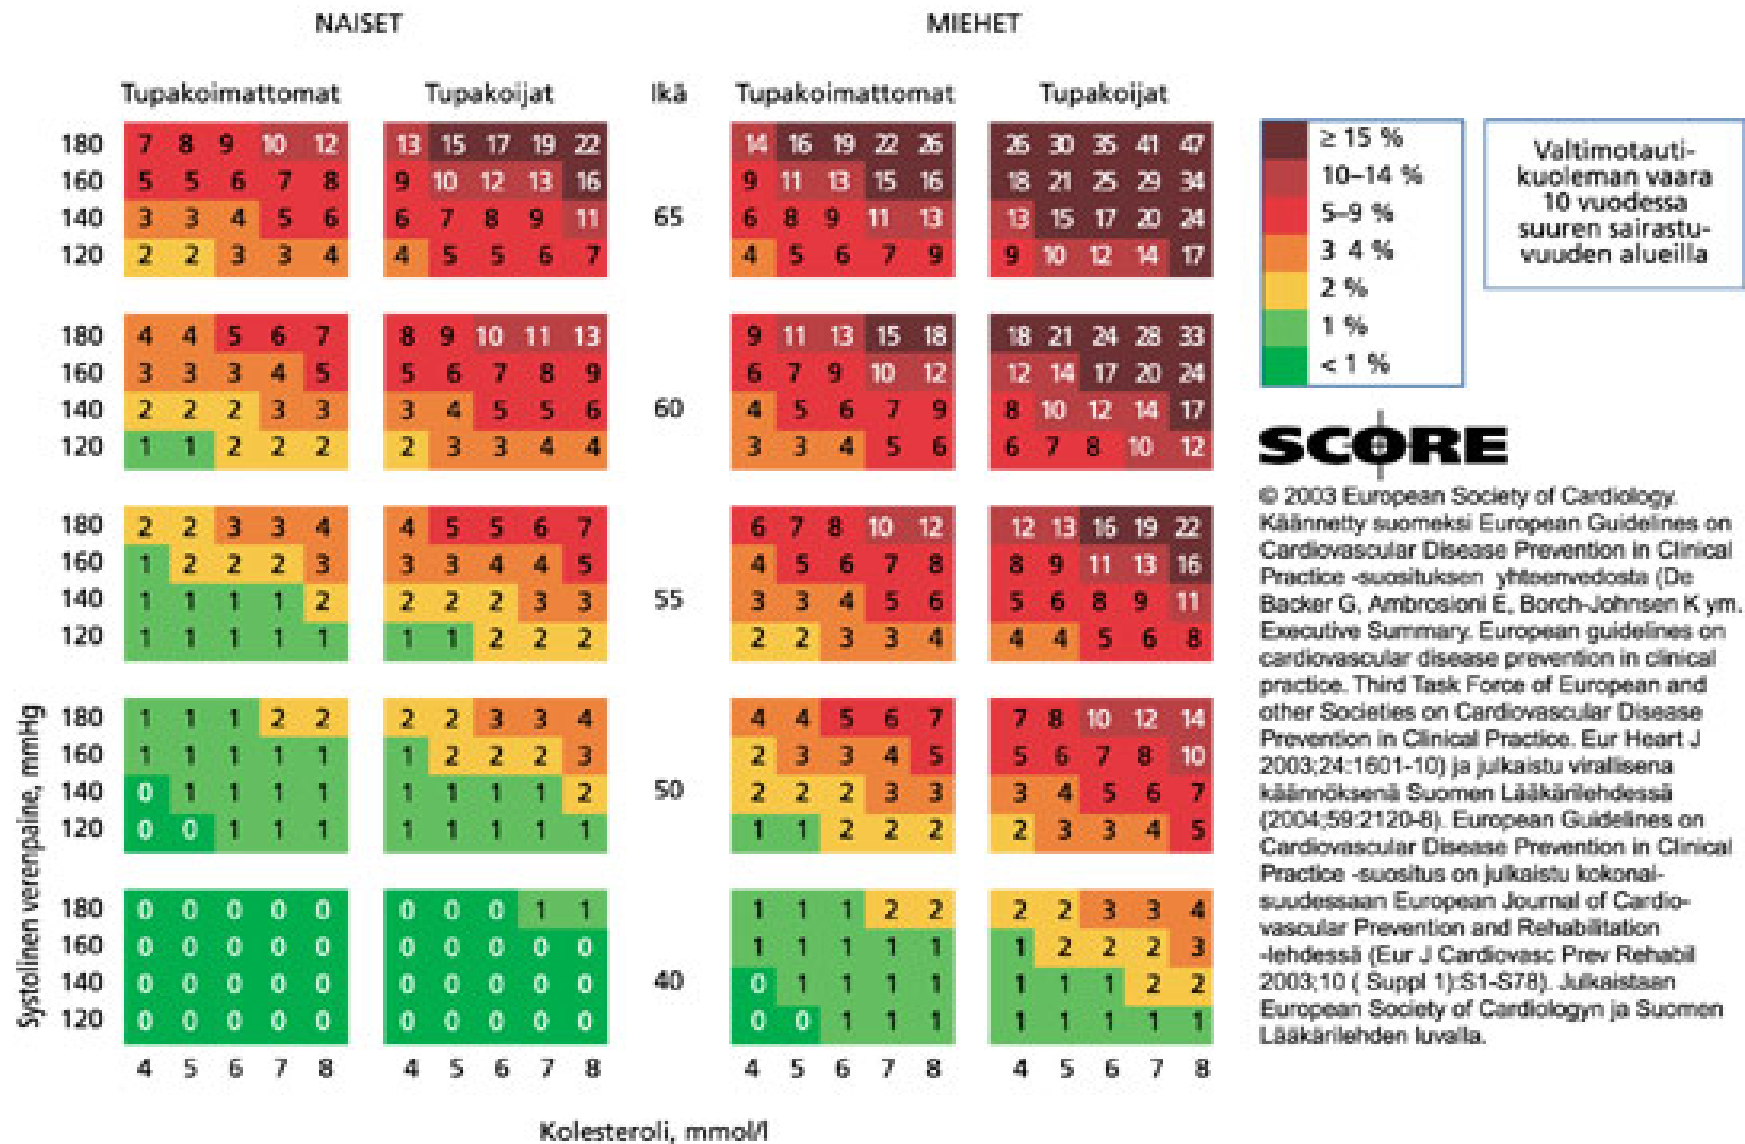 NAISET MIEHET
Tupakoimattomat Tupakoijat Ikä Tupakoimattomat Tupakoijat
180 7 8 9 10 12 13 15 17 19 22 14 16 19 22 26 26 30 35 41 47
160 5 5 6 7 8 9 10 12 13 16 9 11 13 15 16 18 21 25 29 34
140 3 3 4 5 6 6 7 8 9 11 65 6 8 9 11 13 13 15 17 20 24
120 2 2 3 3 4 4 5 5 6 7 4 5 6 7 9 9 10 12 14 17
180 4 4 5 6 7 8 9 10 11 13 9 11 13 15 18 18 21 24 28 33
160 3 3 3 4 5 5 6 7 8 9 6 7 9 10 12 12 14 17 20 24
140 2 2 2 3 3 3 4 5 5 6 60 4 5 6 7 9 8 10 12 14 17
120 1 1 2 2 2 2 3 3 4 4 3 3 4 5 6 6 7 8 10 12
180 2 2 3 3 4 4 5 5 6 7 6 7 8 10 12 12 13 16 19 22
160 1 2 2 2 3 3 3 4 4 5 4 5 6 7 8 8 9 11 13 16
140 1 1 1 1 2 2 2 2 3 3 55 3 3 4 5 6 5 6 8 9 11
120 1 1 1 1 1 1 1 2 2 2 2 2 3 3 4 4 4 5 6 8
180 1 1 1 2 2 2 2 3 3 4 4 4 5 6 7 7 8 10 12 14
160 1 1 1 1 1 1 2 2 2 3 2 3 3 4 5 5 6 7 8 10
140 0 1 1 1 1 1 1 1 1 2 50 2 2 2 3 3 3 4 5 6 7
120 0 0 1 1 1 1 1 1 1 1 1 1 2 2 2 2 3 3 4 5
180 0 0 0 0 0 0 0 0 1 1 1 1 1 2 2 2 2 3 3 4
160 0 0 0 0 0 0 0 0 0 0 1 1 1 1 1 1 2 2 2 3
140 0 0 0 0 0 0 0 0 0 0 40 0 1 1 1 1 1 1 1 2 2
120 0 0 0 0 0 0 0 0 0 0 0 0 1 1 1 1 1 1 1 1
4 5 6 7 8 4 5 6 7 8 4 5 6 7 8 4 5 6 7 8
Systolinen verenpaine, mmHg
Kolesteroli, mmol/l
≥ 15 %
10–14 %
5–9 %
3 4 %
2 %
1 %
< 1 %
Valtimotauti-
kuoleman vaara
10 vuodessa
suuren sairastu-
vuuden alueilla
SCORE
© 2003 European Society of Cardiology.
Käännetty suomeksi European Guidelines on
Cardiovascular Disease Prevention in Clinical
Practice -suosituksen yhteenvedosta (De
Backer G, Ambrosioni E, Borch-Johnsen K ym.
Executive Summary. European guidelines on
cardiovascular disease prevention in clinical
practice. Third Task Force of European and
other Societies on Cardiovascular Disease
Prevention in Clinical Practice. Eur Heart J
2003;24:1601-10) ja julkaistu virallisena
käännöksenä Suomen Lääkärilehdessä
(2004;59:2120-8). European Guidelines on
Cardiovascular Disease Prevention in Clinical
Practice -suositus on julkaistu kokonai-
suudessaan European Journal of Cardio-
vascular Prevention and Rehabilitation
-lehdessä (Eur J Cardiovasc Prev Rehabil
2003;10 ( Suppl 1):S1-S78). Julkaistaan
European Society of Cardiologyn ja Suomen
Lääkärilehden luvalla.